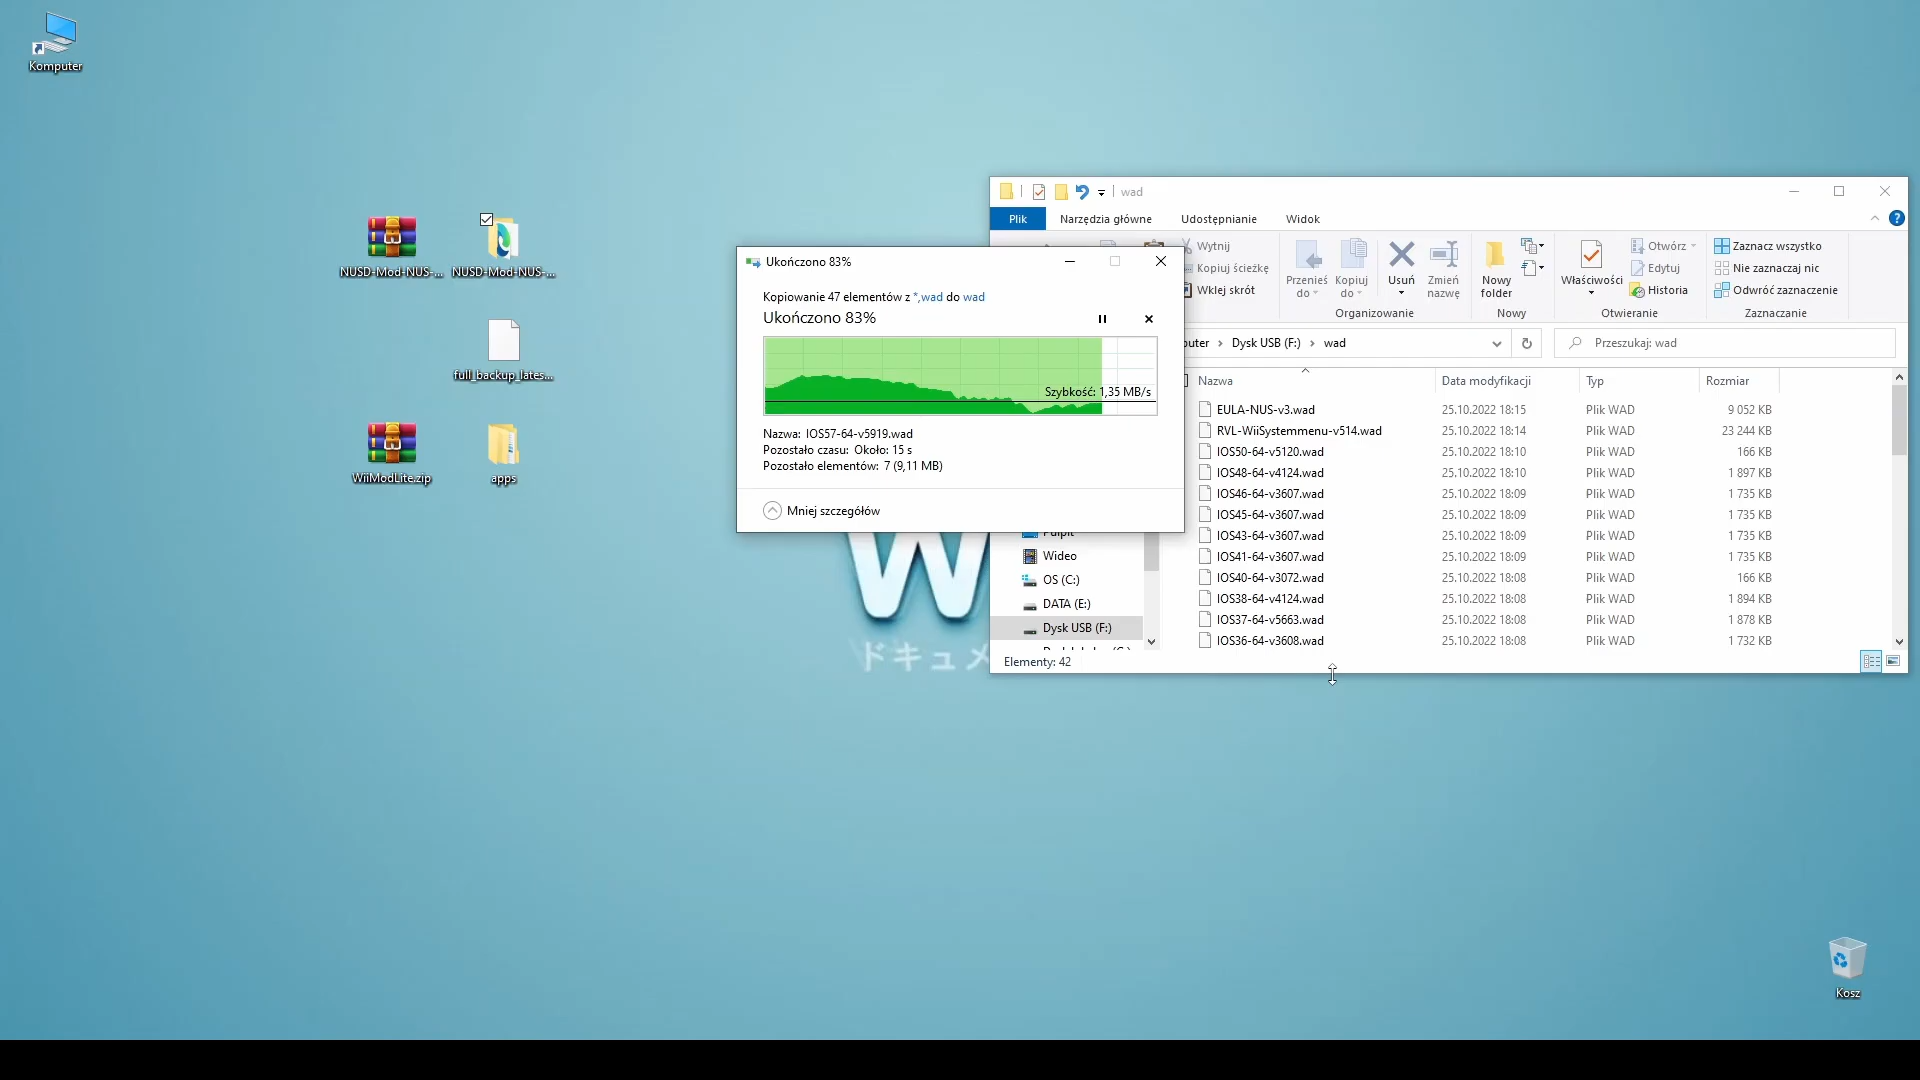 Komputer
NUSD-Mod-NUS-...
NUSD-Mod-NUS-...
full_backup_lates...
WiiModLite.zip
apps
Kosz
ドキュメ
wad
Plik
Narzędzia główne
Udostępnianie
Widok
Wytnij
Kopiuj ścieżkę
Wklej skrót
Przenieś do
Kopiuj do
Usuń
Zmień nazwę
Organizowanie
Nowy folder
Nowy
Właściwości
Otwórz
Edytuj
Historia
Otwieranie
Zaznacz wszystko
Nie zaznaczaj nic
Odwróć zaznaczenie
Zaznaczanie
puter > Dysk USB (F:) > wad
Przeszukaj: wad
Nazwa Data modyfikacji Typ Rozmiar
EULA-NUS-v3.wad 25.10.2022 18:15 Plik WAD 9 052 KB
RVL-WiiSystemmenu-v514.wad 25.10.2022 18:14 Plik WAD 23 244 KB
IOS50-64-v5120.wad 25.10.2022 18:10 Plik WAD 166 KB
IOS48-64-v4124.wad 25.10.2022 18:10 Plik WAD 1 897 KB
IOS46-64-v3607.wad 25.10.2022 18:09 Plik WAD 1 735 KB
IOS45-64-v3607.wad 25.10.2022 18:09 Plik WAD 1 735 KB
IOS43-64-v3607.wad 25.10.2022 18:09 Plik WAD 1 735 KB
IOS41-64-v3607.wad 25.10.2022 18:09 Plik WAD 1 735 KB
IOS40-64-v3072.wad 25.10.2022 18:08 Plik WAD 166 KB
IOS38-64-v4124.wad 25.10.2022 18:08 Plik WAD 1 894 KB
IOS37-64-v5663.wad 25.10.2022 18:08 Plik WAD 1 878 KB
IOS36-64-v3608.wad 25.10.2022 18:08 Plik WAD 1 732 KB
Pulpit
Wideo
OS (C:)
DATA (E:)
Dysk USB (F:)
Elementy: 42
Ukończono 83%
Kopiowanie 47 elementów z *,wad do wad
Ukończono 83%
Szybkość: 1,35 MB/s
Nazwa: IOS57-64-v5919.wad
Pozostało czasu: Około: 15 s
Pozostało elementów: 7 (9,11 MB)
Mniej szczegółów
W